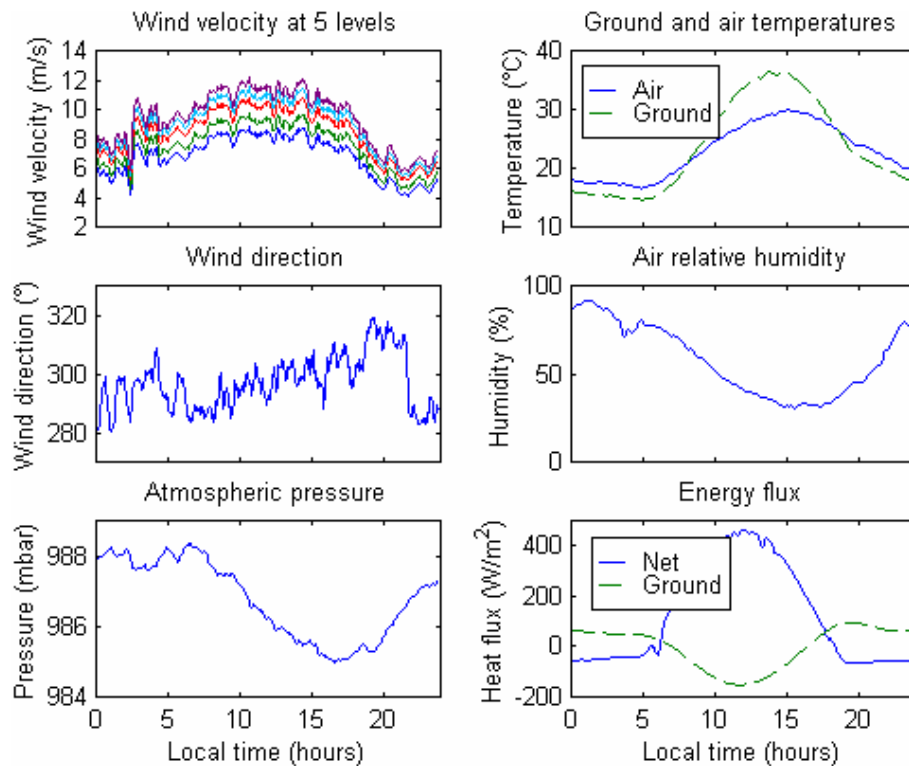 Wind velocity at 5 levels
Wind velocity (m/s)
14
12
10
8
6
4
2
Ground and air temperatures
Temperature (°C)
40
30
20
10
Air
Ground
Wind direction
Wind direction (°)
320
300
280
Air relative humidity
Humidity (%)
100
50
0
Atmospheric pressure
Pressure (mbar)
988
986
984
0 5 10 15 20
Local time (hours)
Energy flux
Heat flux (W/m²)
400
200
0
-200
Net
Ground
0 5 10 15 20
Local time (hours)